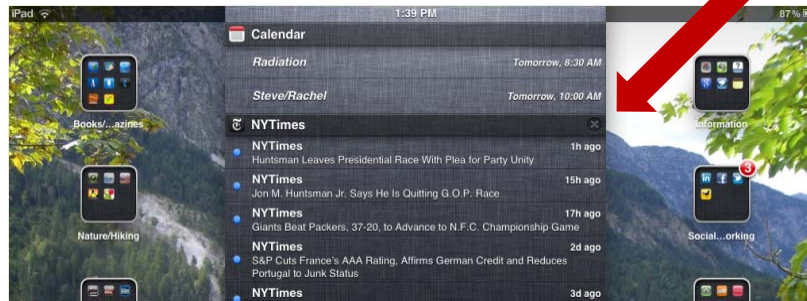 iPad 1:39 PM 87%
Calendar
Radiation Tomorrow, 8:30 AM
Steve/Rachel Tomorrow, 10:00 AM
NYTimes
NYTimes 1h ago
Huntsman Leaves Presidential Race With Plea for Party Unity
NYTimes 15h ago
Jon M. Huntsman Jr. Says He Is Quitting G.O.P. Race
NYTimes 17h ago
Giants Beat Packers, 37-20, to Advance to N.F.C. Championship Game
NYTimes 2d ago
S&P Cuts France's AAA Rating, Affirms German Credit and Reduces
Portugal to Junk Status
NYTimes 3d ago
Books/...azines
Information
3
Nature/Hiking
Social...orking